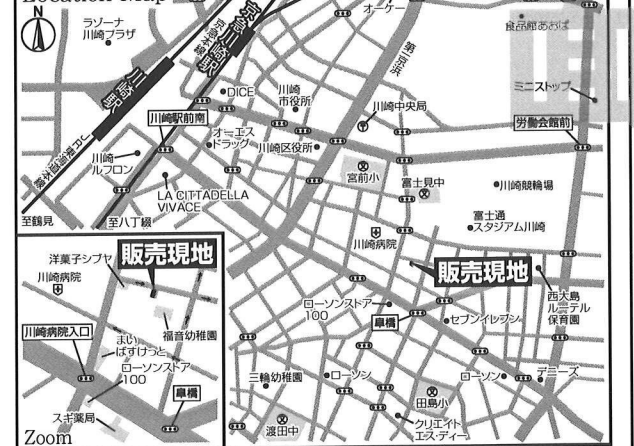 Location Map
N
ラゾーナ
川崎プラザ
京急川崎駅
京急本線
川崎駅
JR東海道本線
オーケー
第一京浜
食品館あおば
ミニストップ
労働会館前
DICE
川崎
市役所
川崎駅前南
川崎中央局
オーエス
ドラッグ
川崎区役所
川崎
ルフロン
宮前小
富士見中
川崎競輪場
LA CITTADELLA
VIVACE
至鶴見
至八丁畷
富士通
スタジアム川崎
川崎病院
販売現地
西大島
ルーテル
保育園
ローソンストア
100
皐橋
セブンイレブン
三輪幼稚園
ローソン
ローソン
デニーズ
田島小
渡田中
クリエイト
エス・ディー
洋菓子シブヤ
販売現地
川崎病院
福音幼稚園
川崎病院入口
まい
ばすけっと
ローソンストア
100
皐橋
スギ薬局
Zoom